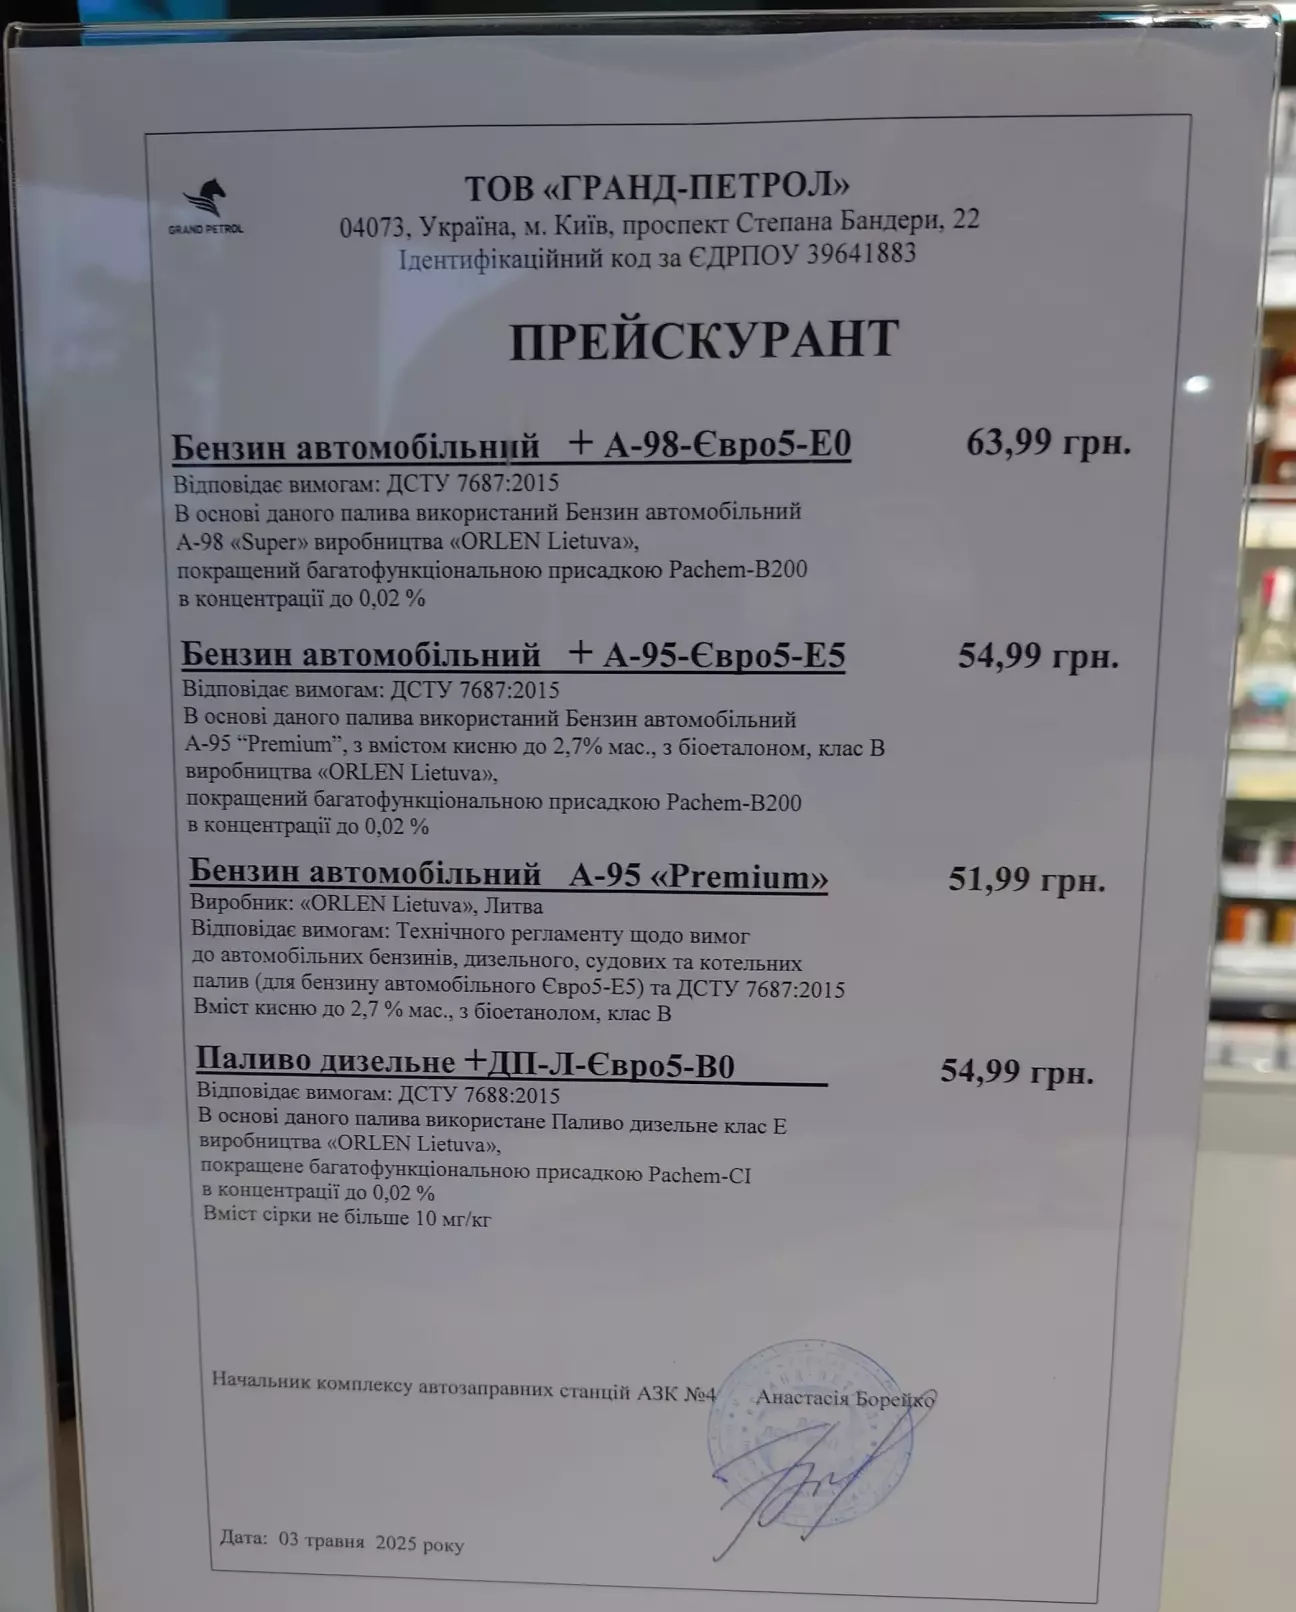 GRAND PETROL
ТОВ «ГРАНД-ПЕТРОЛ»
04073, Україна, м. Київ, проспект Степана Бандери, 22
Ідентифікаційний код за ЄДРПОУ 39641883
ПРЕЙСКУРАНТ
Бензин автомобільний + А-98-Євро5-Е0 63,99 грн.
Відповідає вимогам: ДСТУ 7687:2015
В основі даного палива використаний Бензин автомобільний
А-98 «Super» виробництва «ORLEN Lietuva»,
покращений багатофункціональною присадкою Pachem-B200
в концентрації до 0,02 %
Бензин автомобільний + А-95-Євро5-Е5 54,99 грн.
Відповідає вимогам: ДСТУ 7687:2015
В основі даного палива використаний Бензин автомобільний
А-95 “Premium”, з вмістом кисню до 2,7% мас., з біоеталоном, клас В
виробництва «ORLEN Lietuva»,
покращений багатофункціональною присадкою Pachem-B200
в концентрації до 0,02 %
Бензин автомобільний А-95 «Premium» 51,99 грн.
Виробник: «ORLEN Lietuva», Литва
Відповідає вимогам: Технічного регламенту щодо вимог
до автомобільних бензинів, дизельного, судових та котельних
палив (для бензину автомобільного Євро5-Е5) та ДСТУ 7687:2015
Вміст кисню до 2,7 % мас., з біоетанолом, клас В
Паливо дизельне +ДП-Л-Євро5-В0 54,99 грн.
Відповідає вимогам: ДСТУ 7688:2015
В основі даного палива використане Паливо дизельне клас Е
виробництва «ORLEN Lietuva»,
покращене багатофункціональною присадкою Pachem-CI
в концентрації до 0,02 %
Вміст сірки не більше 10 мг/кг
Начальник комплексу автозаправних станцій АЗК №4 Анастасія Борейко
Дата: 03 травня 2025 року